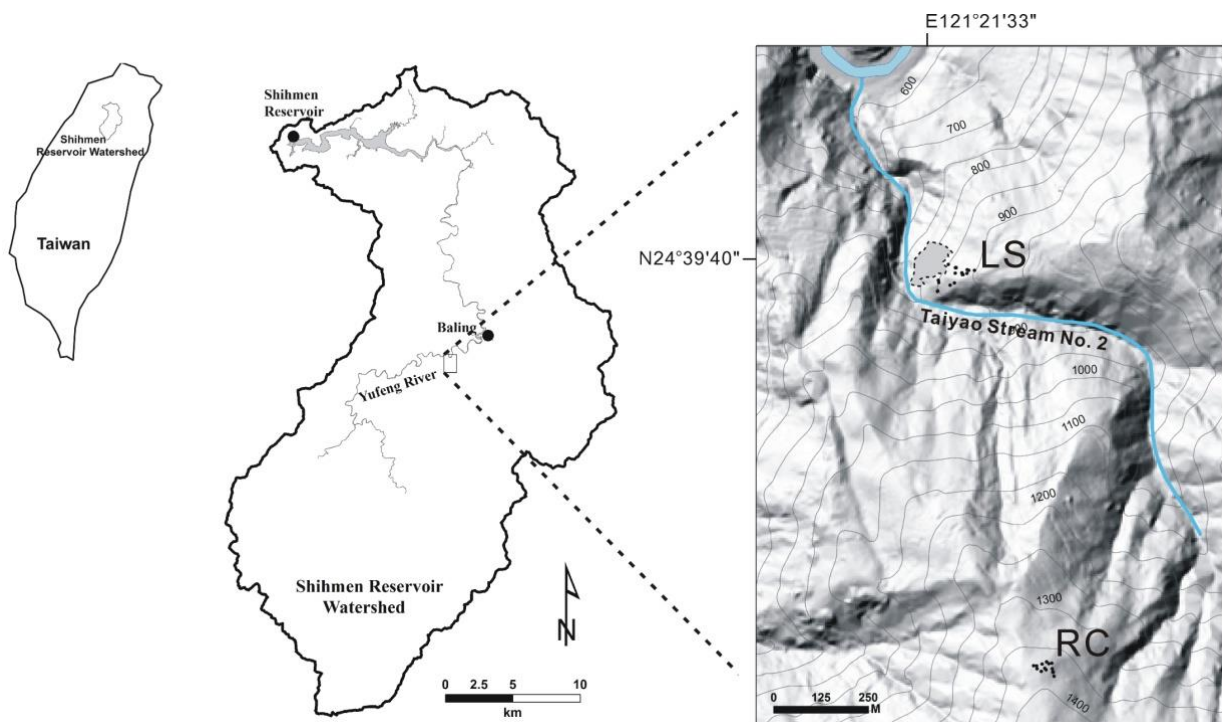 Shihmen
Reservoir Watershed
Taiwan
Shihmen
Reservoir
Baling
Yufeng River
Shihmen Reservoir
Watershed
N
0 2.5 5 10
km
E121°21'33"
N24°39'40"
600
700
800
900
LS
Taiyao Stream No. 2
1000
1100
1200
1300
RC
1400
0 125 250
M